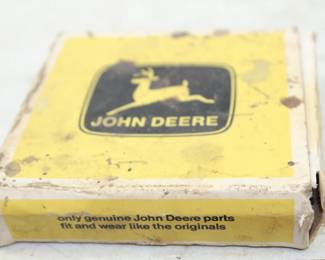 JOHN DEERE
only genuine John Deere parts
fit and wear like the originals